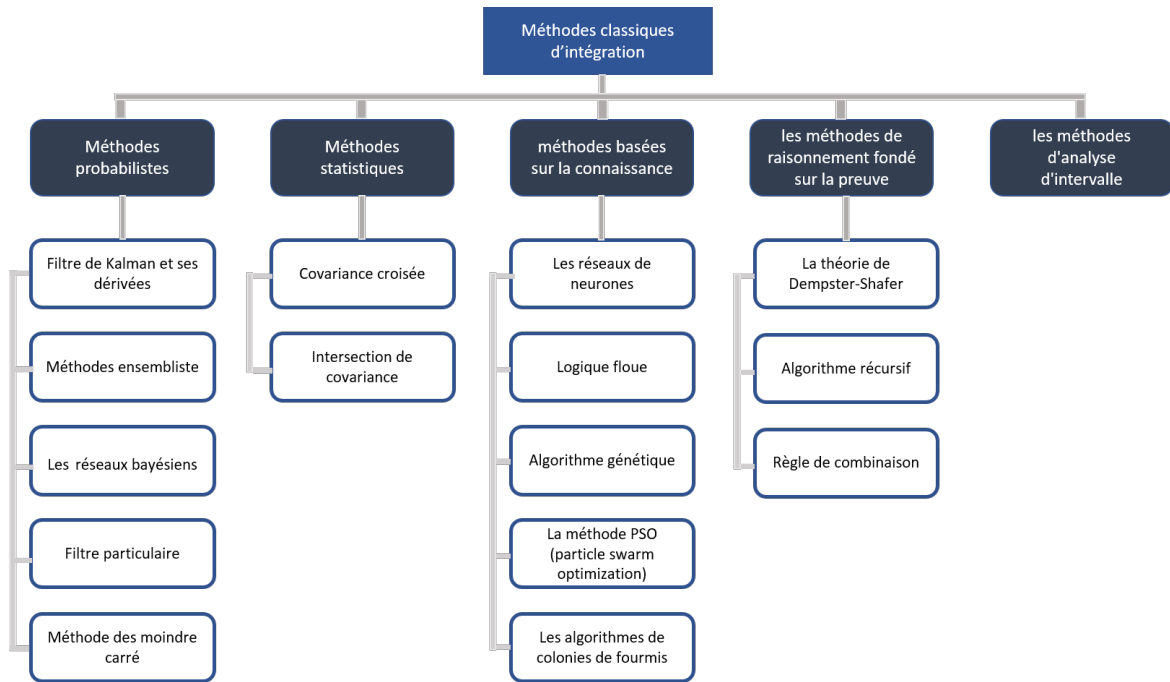 Méthodes classiques
d’intégration
Méthodes
probabilistes
Méthodes
statistiques
méthodes basées
sur la connaissance
les méthodes de
raisonnement fondé
sur la preuve
les méthodes
d'analyse
d'intervalle
Filtre de Kalman et ses
dérivées
Méthodes ensembliste
Les réseaux bayésiens
Filtre particulaire
Méthode des moindre
carré
Covariance croisée
Intersection de
covariance
Les réseaux de
neurones
Logique floue
Algorithme génétique
La méthode PSO
(particle swarm
optimization)
Les algorithmes de
colonies de fourmis
La théorie de
Dempster-Shafer
Algorithme récursif
Règle de combinaison